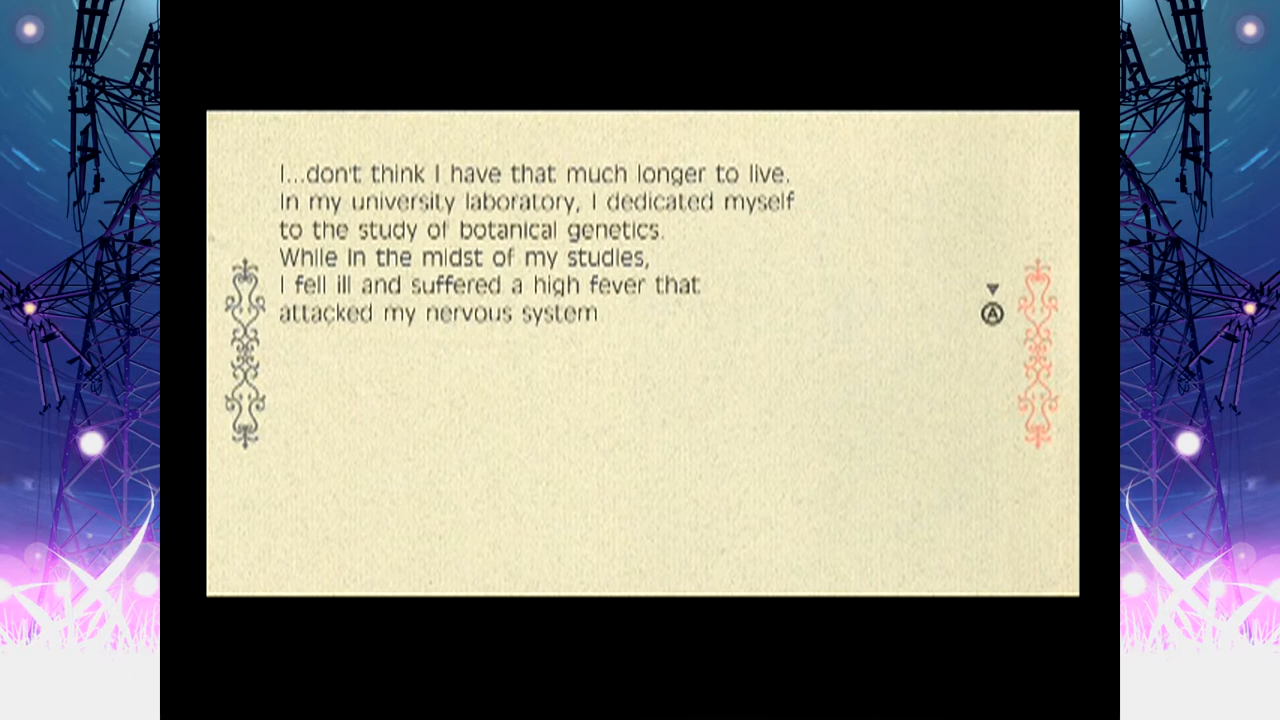 I...don't think I have that much longer to live.
In my university laboratory, I dedicated myself
to the study of botanical genetics.
While in the midst of my studies,
I fell ill and suffered a high fever that
attacked my nervous system
A